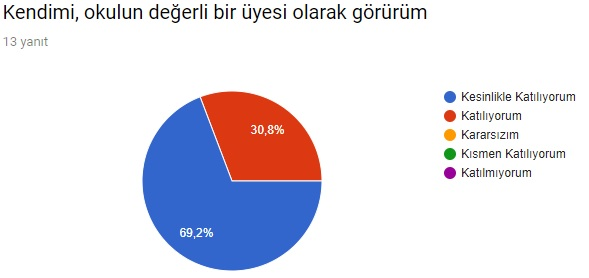 Kendimi, okulun değerli bir üyesi olarak görürüm
13 yanıt
30,8%
69,2%
Kesinlikle Katılıyorum
Katılıyorum
Kararsızım
Kısmen Katılıyorum
Katılmıyorum